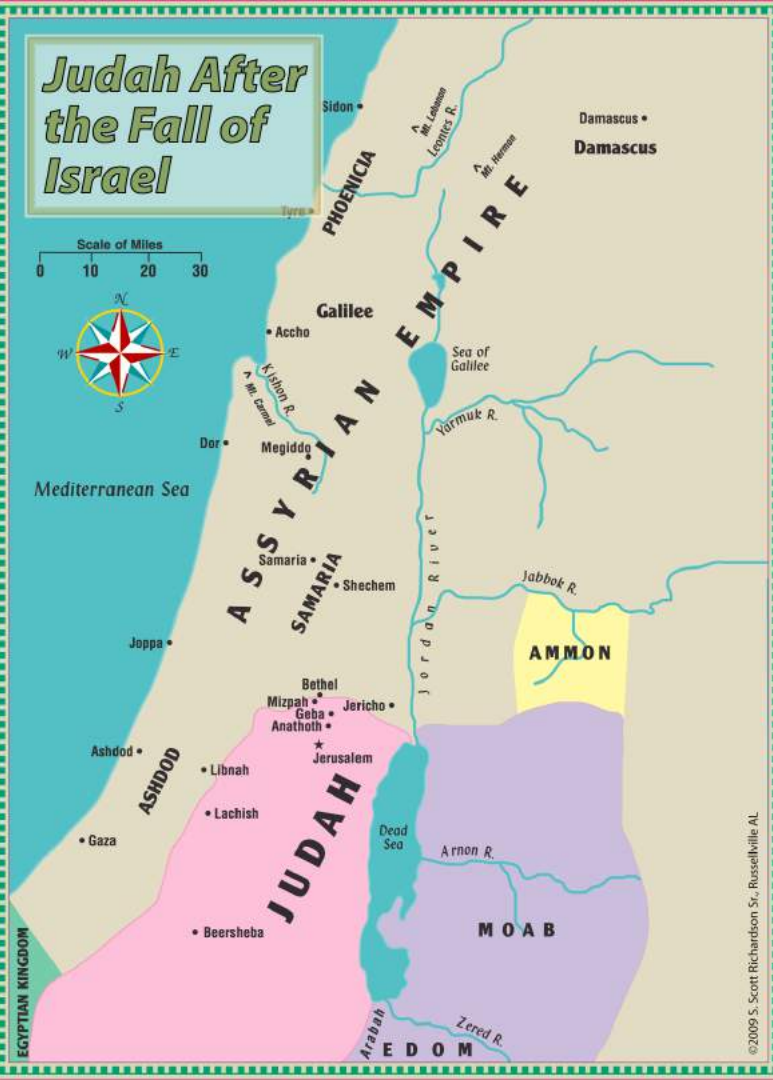 Judah After
the Fall of
Israel
Scale of Miles
0 10 20 30
N
W E
S
Sidon
Mt. Lebanon
Leontes R.
Mt. Hermon
Damascus
Damascus
Tyre
PHOENICIA
ASSYRIAN EMPIRE
Galilee
Accho
Sea of
Galilee
Kishon R.
Mt. Carmel
Yarmuk R.
Dor
Megiddo
Mediterranean Sea
Jordan River
Samaria
SAMARIA
Shechem
Jabbok R.
Joppa
AMMON
Bethel
Mizpah
Geba
Jericho
Anathoth
Jerusalem
Ashdod
ASHDOD
Libnah
Lachish
JUDAH
Gaza
Dead
Sea
Arnon R.
Beersheba
MOAB
EGYPTIAN KINGDOM
Arabah
Zered R.
EDOM
©2009 S. Scott Richardson Sr., Russellville AL